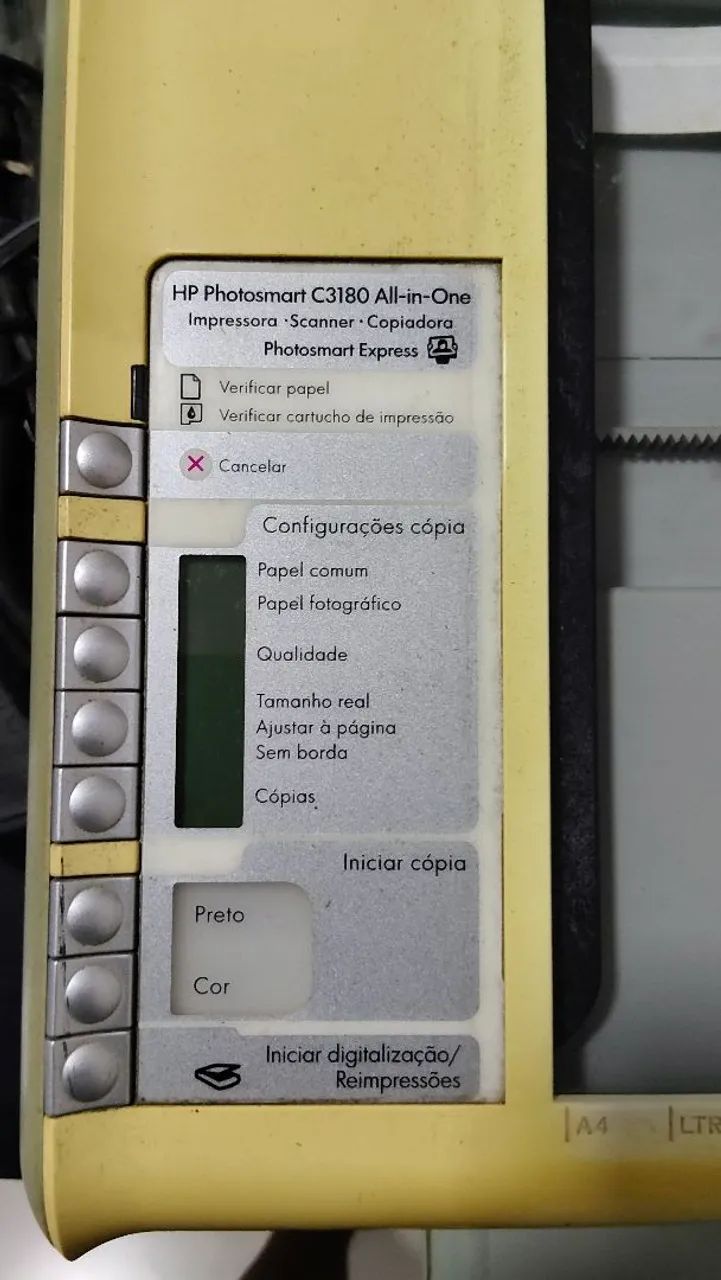 HP Photosmart C3180 All-in-One
Impressora · Scanner · Copiadora
Photosmart Express
Verificar papel
Verificar cartucho de impressão
Cancelar
Configurações cópia
Papel comum
Papel fotográfico
Qualidade
Tamanho real
Ajustar à página
Sem borda
Cópias
Iniciar cópia
Preto
Cor
Iniciar digitalização/
Reimpressões
A4
LTR